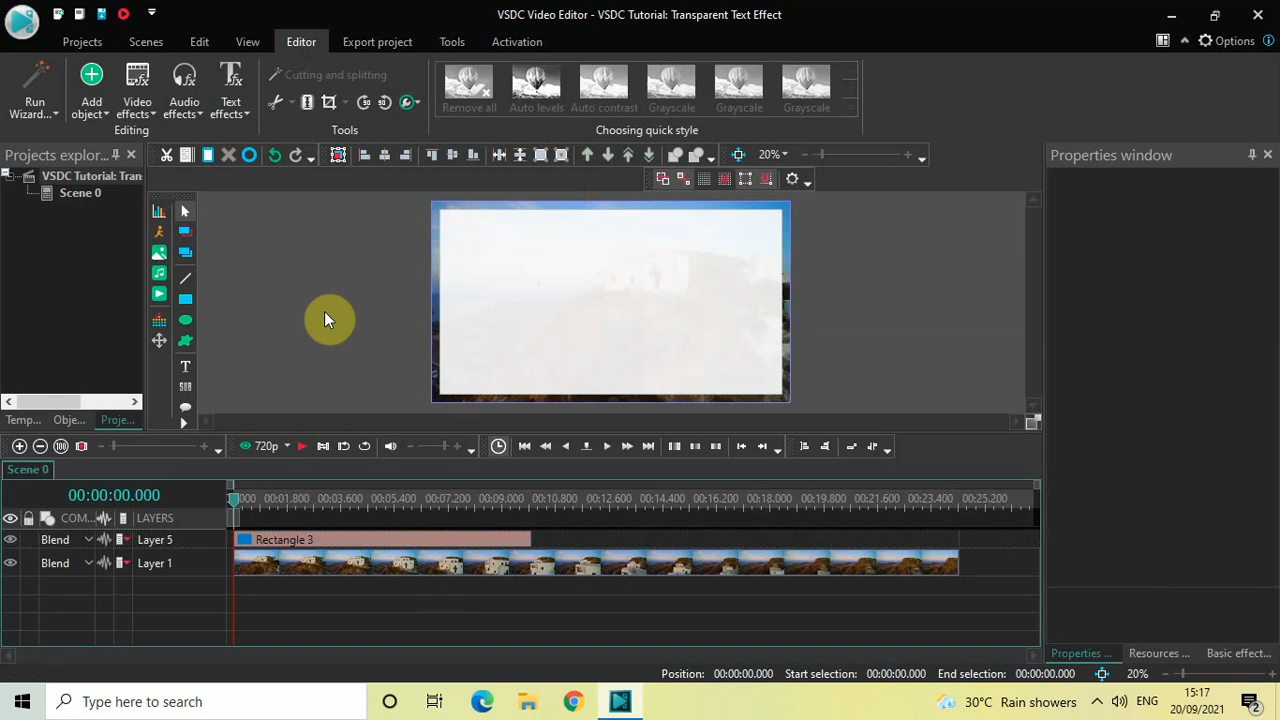 VSDC Video Editor - VSDC Tutorial: Transparent Text Effect
Projects Scenes Edit View Editor Export project Tools Activation
Options
Run Wizard...
Add object
Video effects
Audio effects
Text effects
Editing
Cutting and splitting
Tools
Remove all
Auto levels
Auto contrast
Grayscale
Grayscale
Grayscale
Choosing quick style
Projects explor...
20%
Properties window
VSDC Tutorial: Tran
Scene 0
Temp...
Obje...
Proje...
720p
Scene 0
00:00:00.000
000 00:01.800 00:03.600 00:05.400 00:07.200 00:09.000 00:10.800 00:12.600 00:14.400 00:16.200 00:18.000 00:19.800 00:21.600 00:23.400 00:25.200
COM... LAYERS
Blend Layer 5 Rectangle 3
Blend Layer 1
Properties ... Resources ... Basic effect...
Position: 00:00:00.000 Start selection: 00:00:00.000 End selection: 00:00:00.000 20%
Type here to search
30°C Rain showers
ENG
15:17
20/09/2021
2